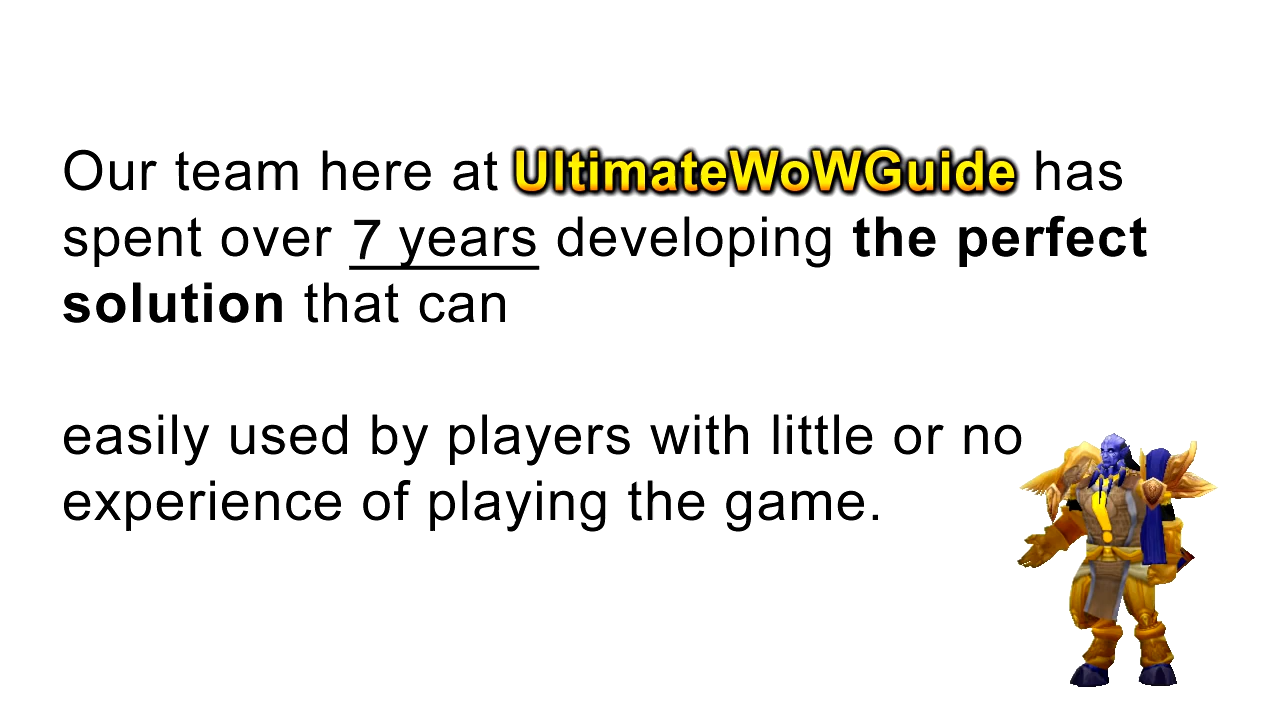 Our team here at UltimateWoWGuide has
spent over 7 years developing the perfect
solution that can
easily used by players with little or no
experience of playing the game.